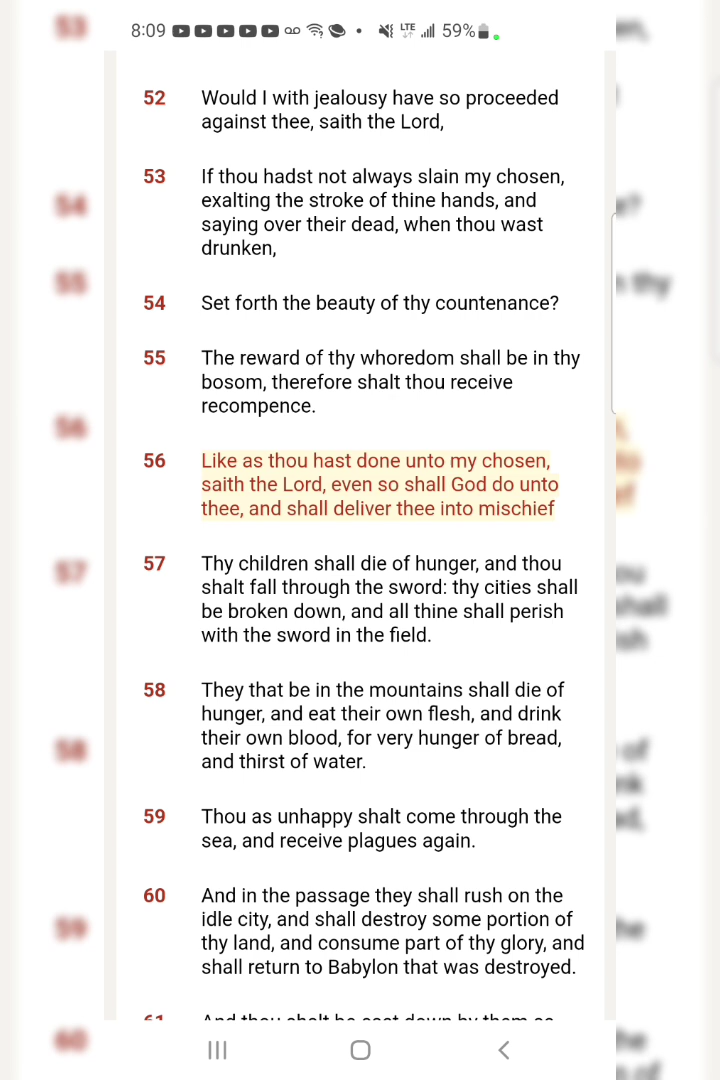 8:09 LTE 59%
52 Would I with jealousy have so proceeded
against thee, saith the Lord,
53 If thou hadst not always slain my chosen,
exalting the stroke of thine hands, and
saying over their dead, when thou wast
drunken,
54 Set forth the beauty of thy countenance?
55 The reward of thy whoredom shall be in thy
bosom, therefore shalt thou receive
recompence.
56 Like as thou hast done unto my chosen,
saith the Lord, even so shall God do unto
thee, and shall deliver thee into mischief
57 Thy children shall die of hunger, and thou
shalt fall through the sword: thy cities shall
be broken down, and all thine shall perish
with the sword in the field.
58 They that be in the mountains shall die of
hunger, and eat their own flesh, and drink
their own blood, for very hunger of bread,
and thirst of water.
59 Thou as unhappy shalt come through the
sea, and receive plagues again.
60 And in the passage they shall rush on the
idle city, and shall destroy some portion of
thy land, and consume part of thy glory, and
shall return to Babylon that was destroyed.